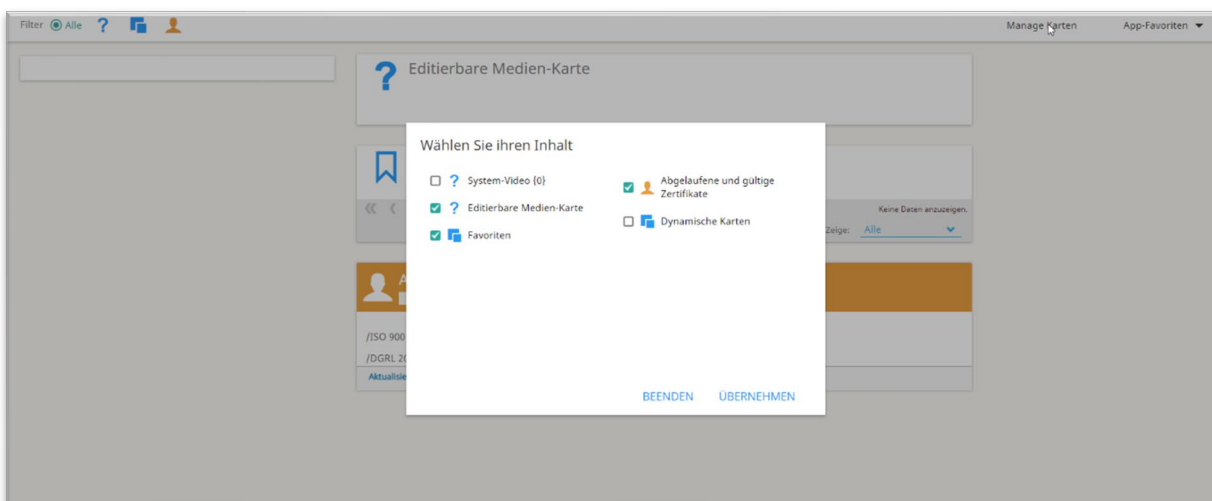 Filter Alle
Manage Karten App-Favoriten
Editierbare Medien-Karte
Wählen Sie ihren Inhalt
System-Video {0}
Editierbare Medien-Karte
Favoriten
Abgelaufene und gültige
Zertifikate
Dynamische Karten
Keine Daten anzuzeigen.
Zeige: Alle
/ISO 900
/DGRL 20
Aktualisie
BEENDEN ÜBERNEHMEN